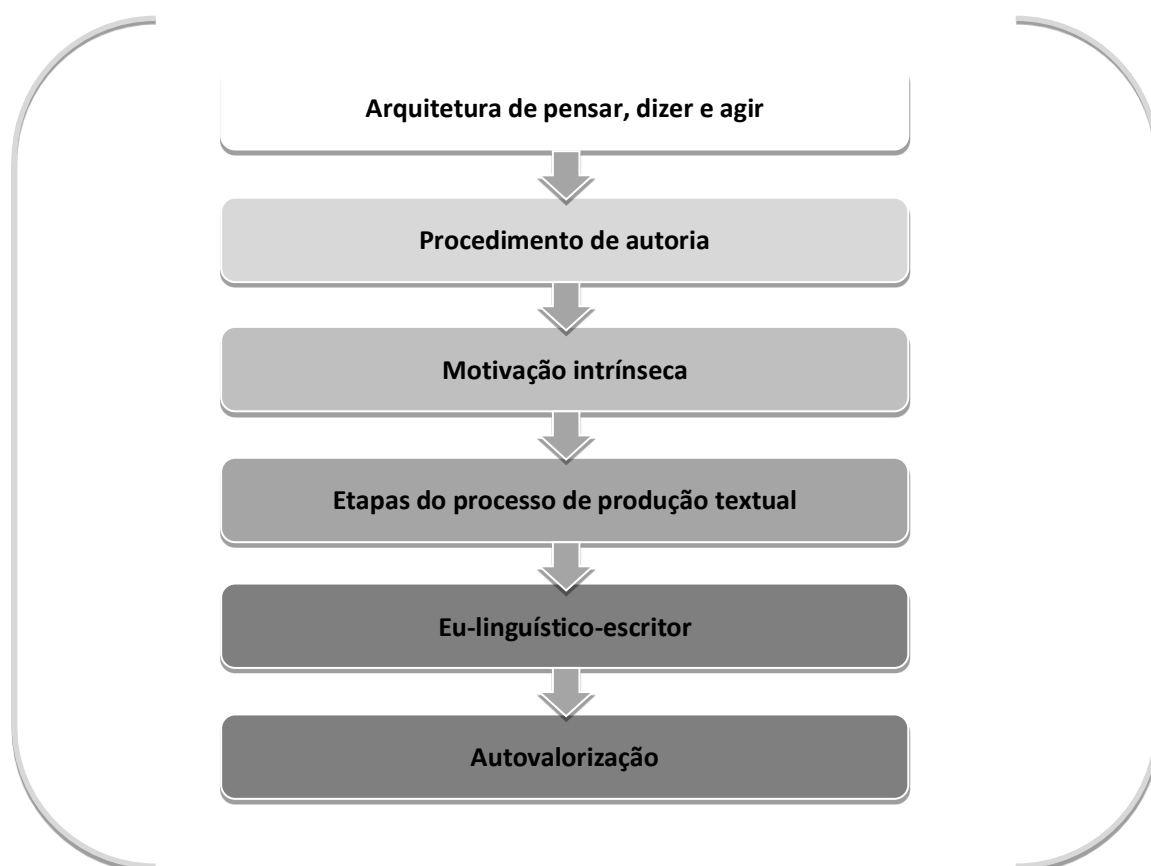 Arquitetura de pensar, dizer e agir
Procedimento de autoria
Motivação intrínseca
Etapas do processo de produção textual
Eu-linguístico-escritor
Autovalorização